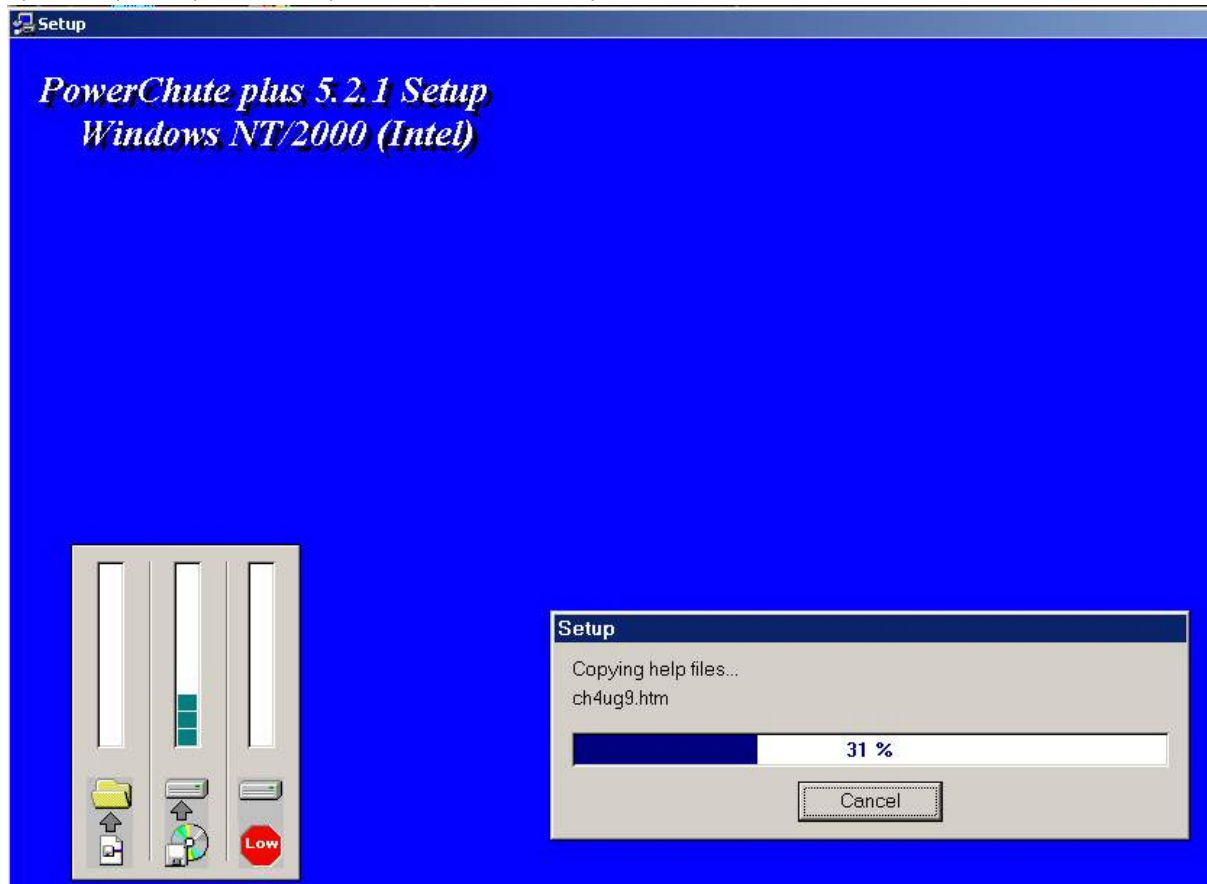 Setup
PowerChute plus 5.2.1 Setup
Windows NT/2000 (Intel)
Low
Setup
Copying help files...
ch4ug9.htm
31 %
Cancel